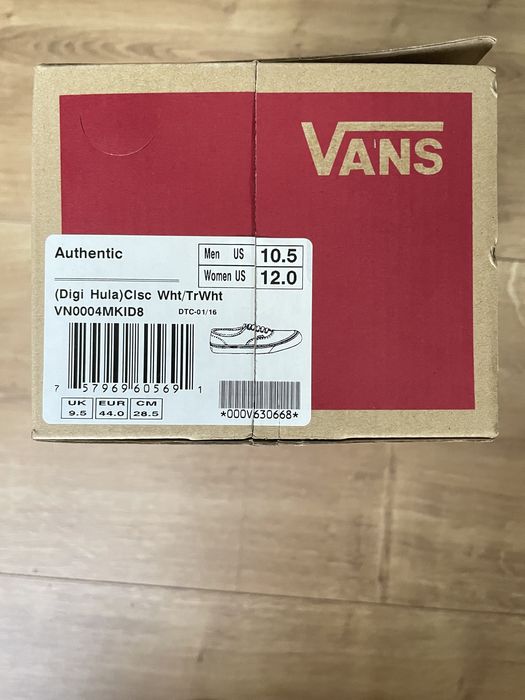 VANS
Authentic
Men US 10.5
Women US 12.0
(Digi Hula)Clsc Wht/TrWht
VN0004MKID8 DTC-01/16
7 57969 60569 1
UK EUR CM
9.5 44.0 28.5
*000V630668*